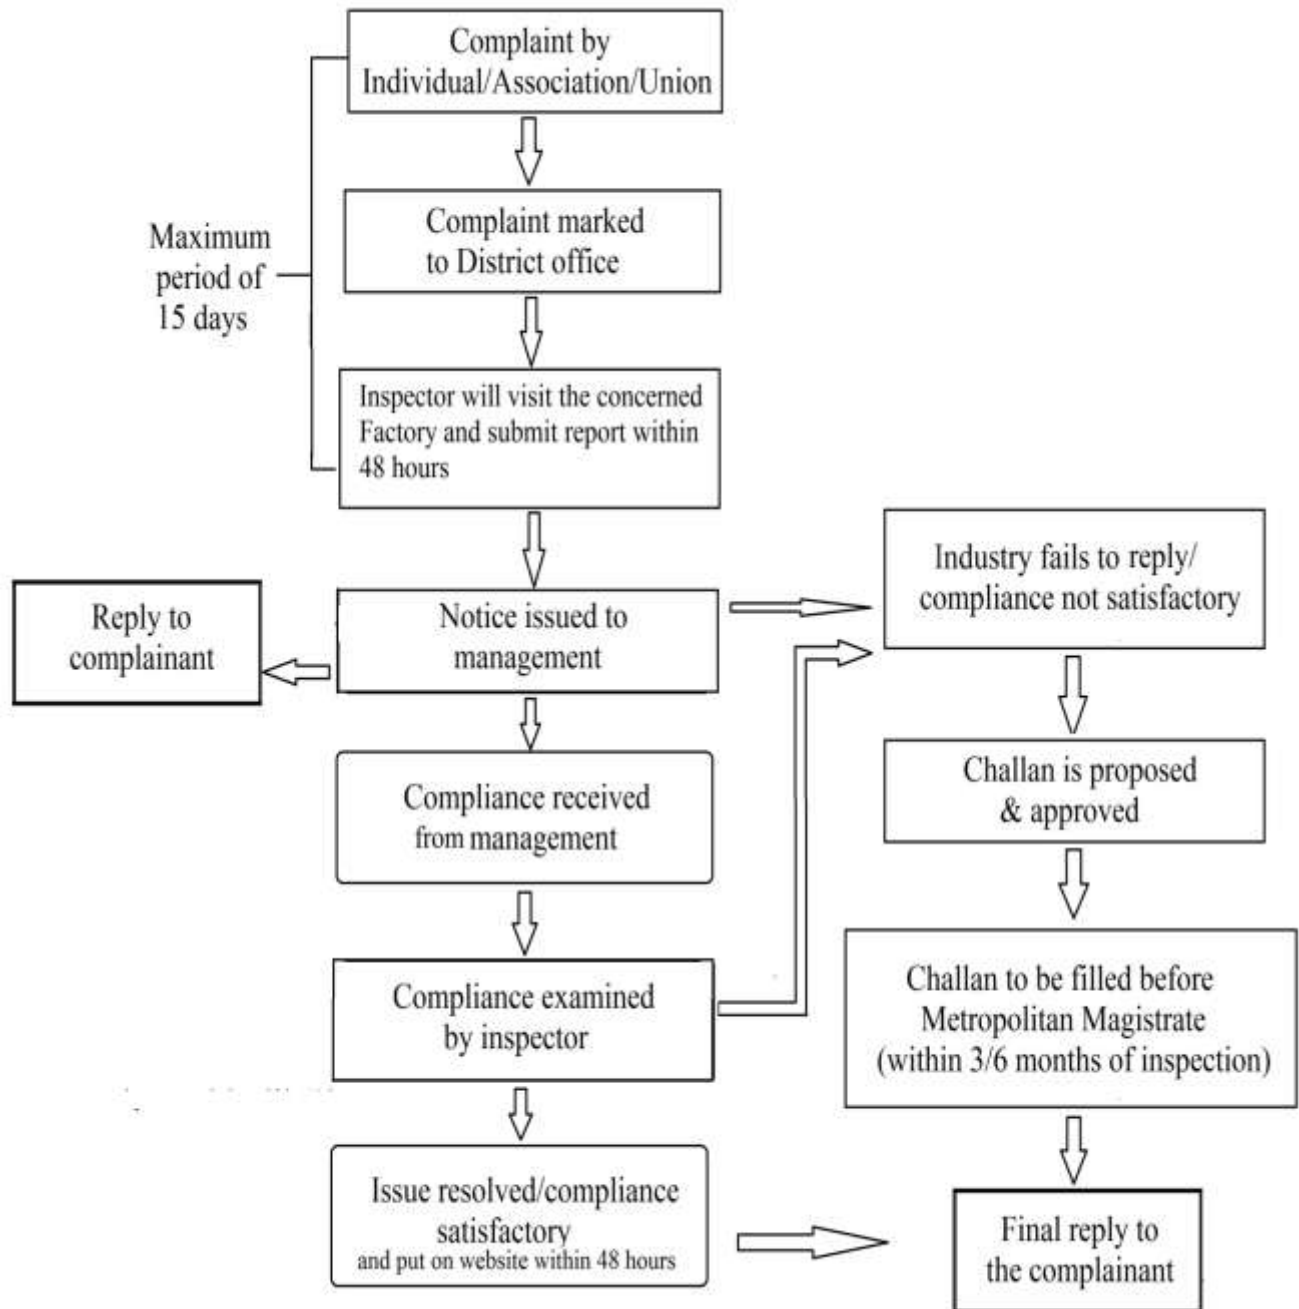 Complaint by
Individual/Association/Union
Maximum
period of
15 days
Complaint marked
to District office
Inspector will visit the concerned
Factory and submit report within
48 hours
Notice issued to
management
Reply to
complainant
Industry fails to reply/
compliance not satisfactory
Compliance received
from management
Challan is proposed
& approved
Compliance examined
by inspector
Challan to be filled before
Metropolitan Magistrate
(within 3/6 months of inspection)
Issue resolved/compliance
satisfactory
and put on website within 48 hours
Final reply to
the complainant